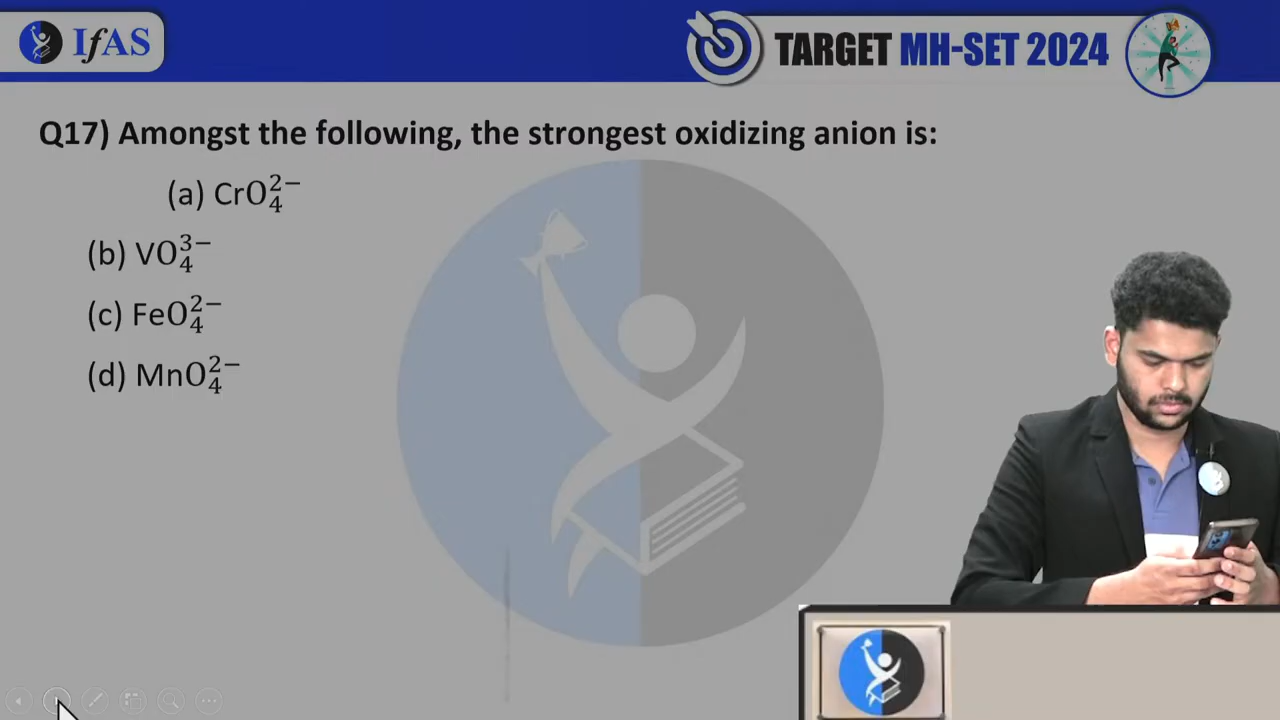 IfAS
TARGET MH-SET 2024
Q17) Amongst the following, the strongest oxidizing anion is:
(a) CrO₄²⁻
(b) VO₄³⁻
(c) FeO₄²⁻
(d) MnO₄²⁻